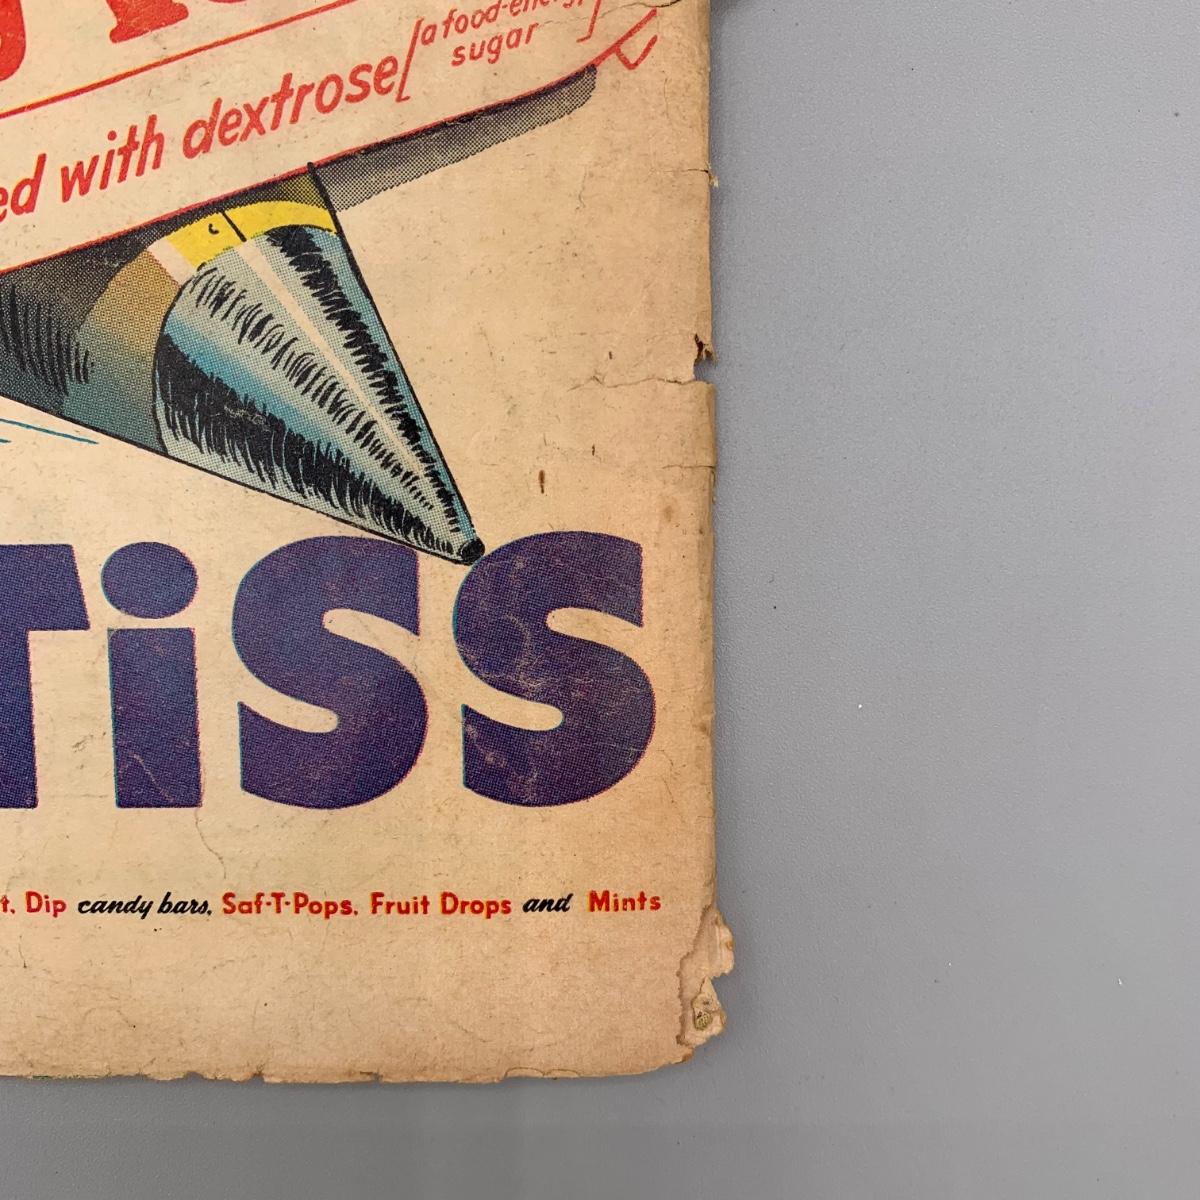 [a food-energy
sugar]
ed with dextrose
TiSS
t, Dip candy bars, Saf-T-Pops, Fruit Drops and Mints